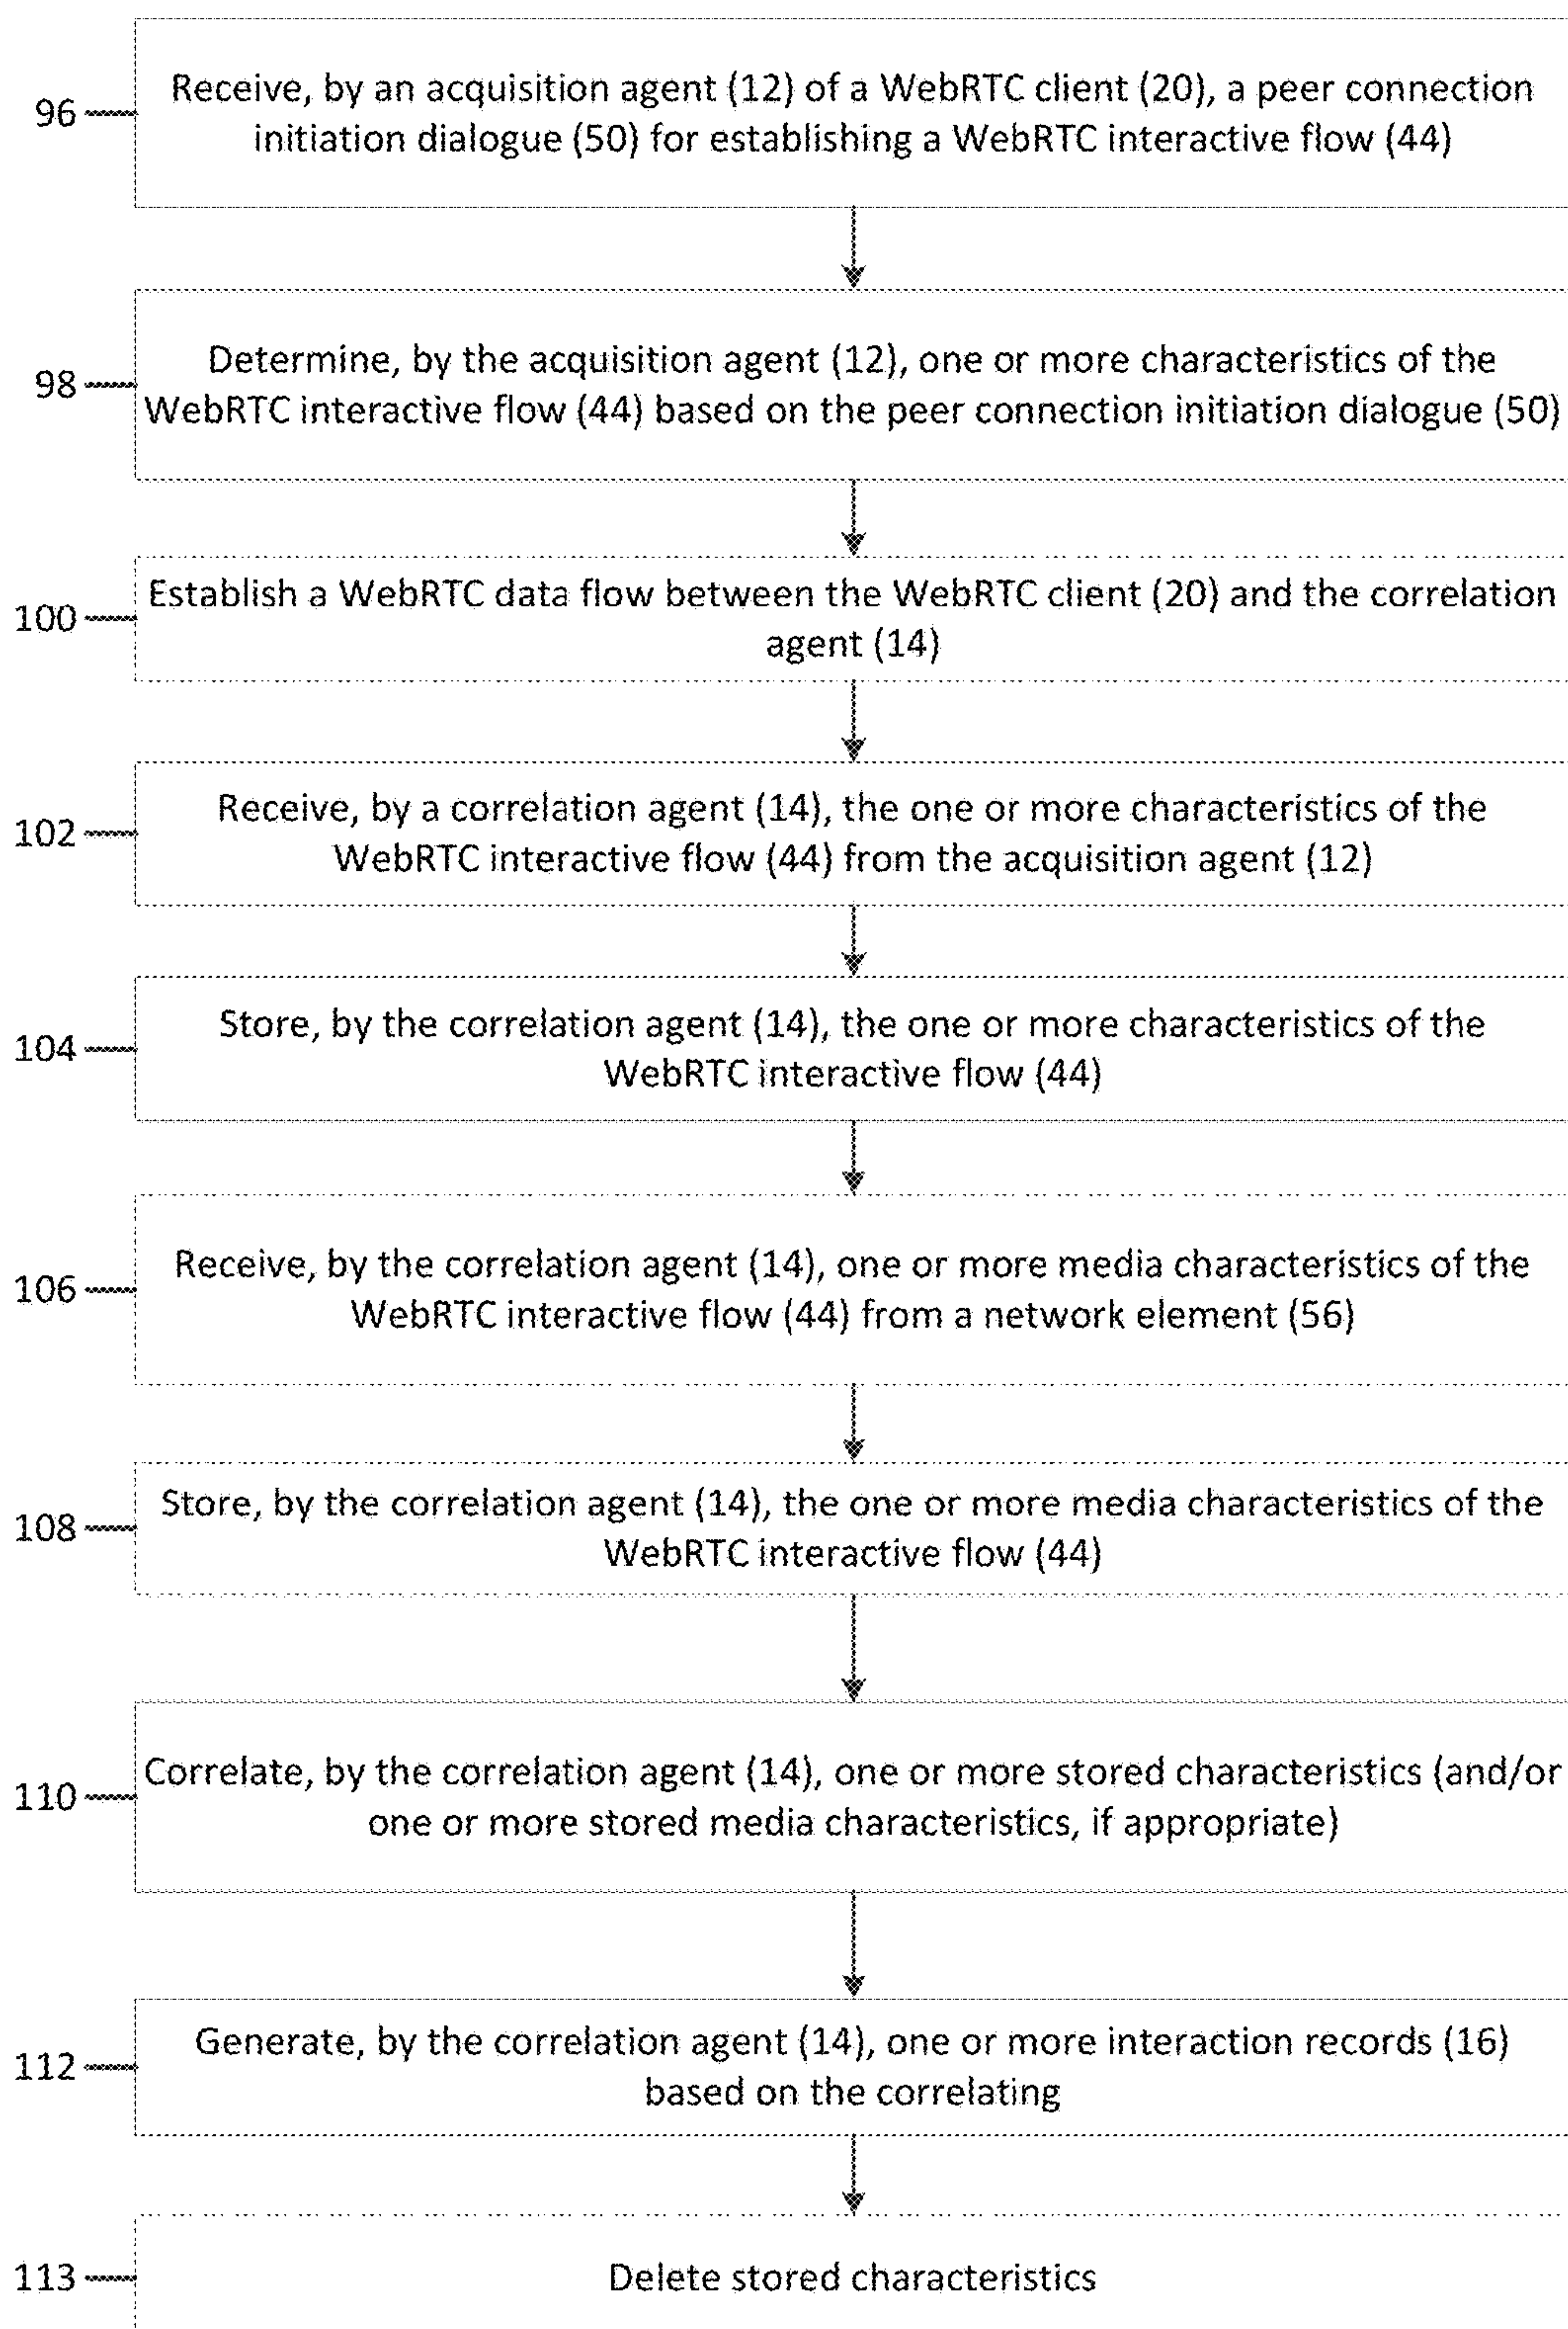 96
Receive, by an acquisition agent (12) of a WebRTC client (20), a peer connection
initiation dialogue (50) for establishing a WebRTC interactive flow (44)
98
Determine, by the acquisition agent (12), one or more characteristics of the
WebRTC interactive flow (44) based on the peer connection initiation dialogue (50)
100
Establish a WebRTC data flow between the WebRTC client (20) and the correlation
agent (14)
102
Receive, by a correlation agent (14), the one or more characteristics of the
WebRTC interactive flow (44) from the acquisition agent (12)
104
Store, by the correlation agent (14), the one or more characteristics of the
WebRTC interactive flow (44)
106
Receive, by the correlation agent (14), one or more media characteristics of the
WebRTC interactive flow (44) from a network element (56)
108
Store, by the correlation agent (14), the one or more media characteristics of the
WebRTC interactive flow (44)
110
Correlate, by the correlation agent (14), one or more stored characteristics (and/or
one or more stored media characteristics, if appropriate)
112
Generate, by the correlation agent (14), one or more interaction records (16)
based on the correlating
113
Delete stored characteristics